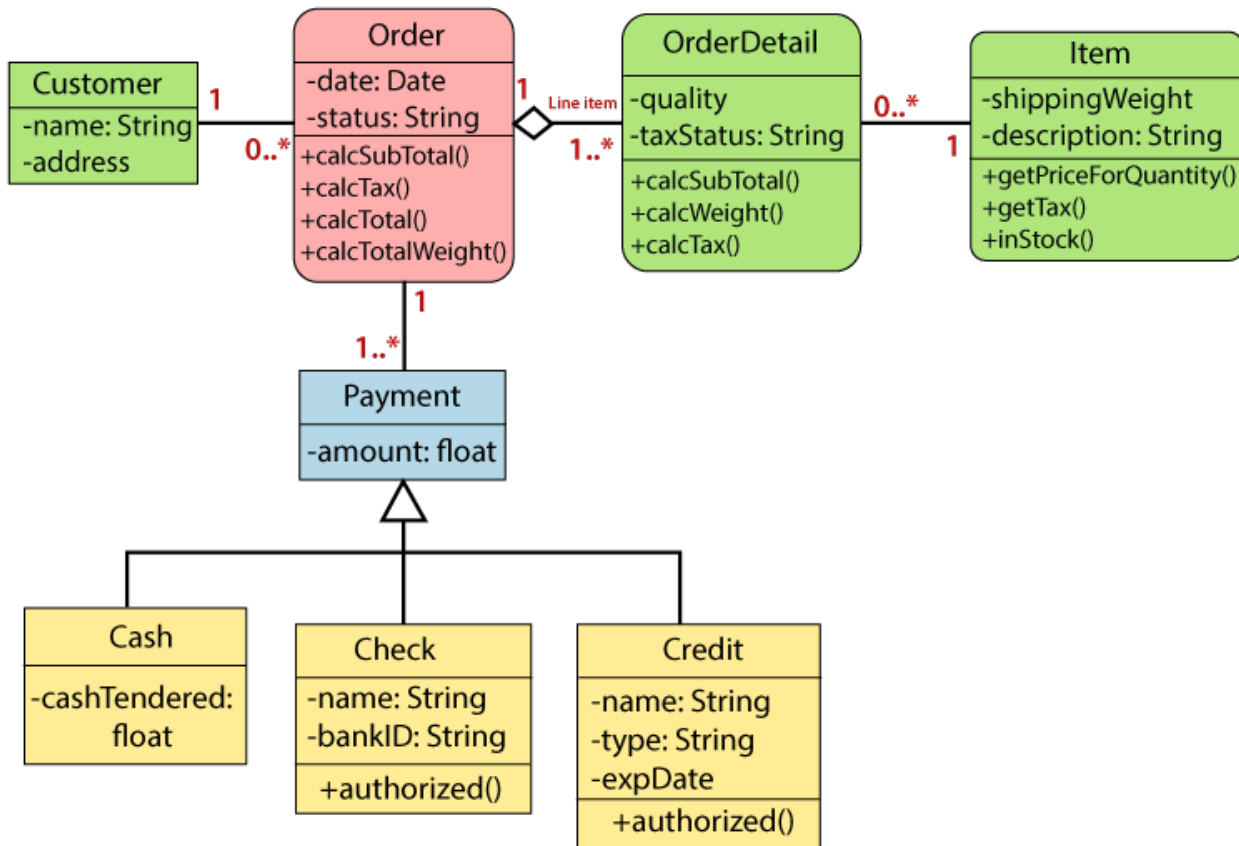 Customer
-name: String
-address
1
0..*
Order
-date: Date
-status: String
+calcSubTotal()
+calcTax()
+calcTotal()
+calcTotalWeight()
1
Line item
1..*
OrderDetail
-quality
-taxStatus: String
+calcSubTotal()
+calcWeight()
+calcTax()
0..*
1
Item
-shippingWeight
-description: String
+getPriceForQuantity()
+getTax()
+inStock()
1
1..*
Payment
-amount: float
Cash
-cashTendered:
float
Check
-name: String
-bankID: String
+authorized()
Credit
-name: String
-type: String
-expDate
+authorized()